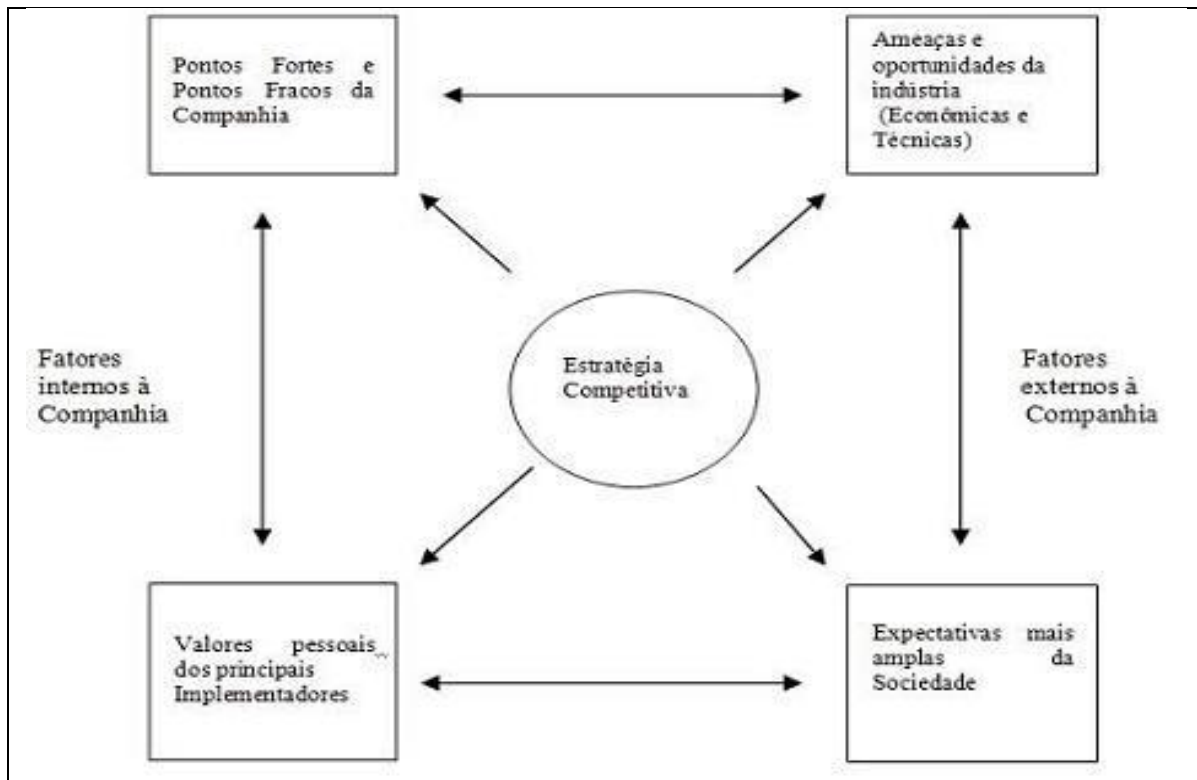 Pontos Fortes e
Pontos Fracos da
Companhia
Ameaças e
oportunidades da
indústria
(Econômicas e
Técnicas)
Fatores
internos à
Companhia
Estratégia
Competitiva
Fatores
externos à
Companhia
Valores pessoais
dos principais
Implementadores
Expectativas mais
amplas da
Sociedade